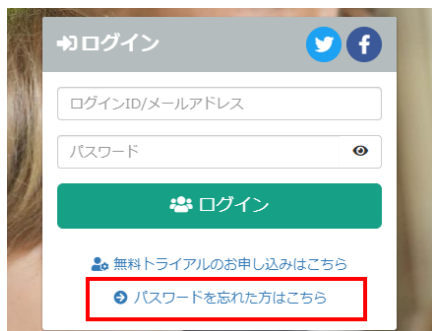 ログイン
ログインID/メールアドレス
パスワード
ログイン
無料トライアルのお申し込みはこちら
パスワードを忘れた方はこちら